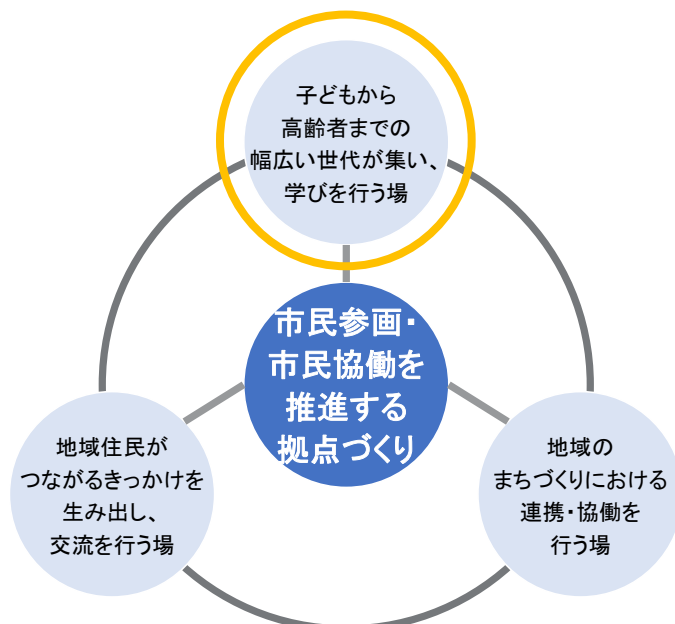 子どもから
高齢者までの
幅広い世代が集い、
学びを行う場
市民参画・
市民協働を
推進する
拠点づくり
地域住民が
つながるきっかけを
生み出し、
交流を行う場
地域の
まちづくりにおける
連携・協働を
行う場